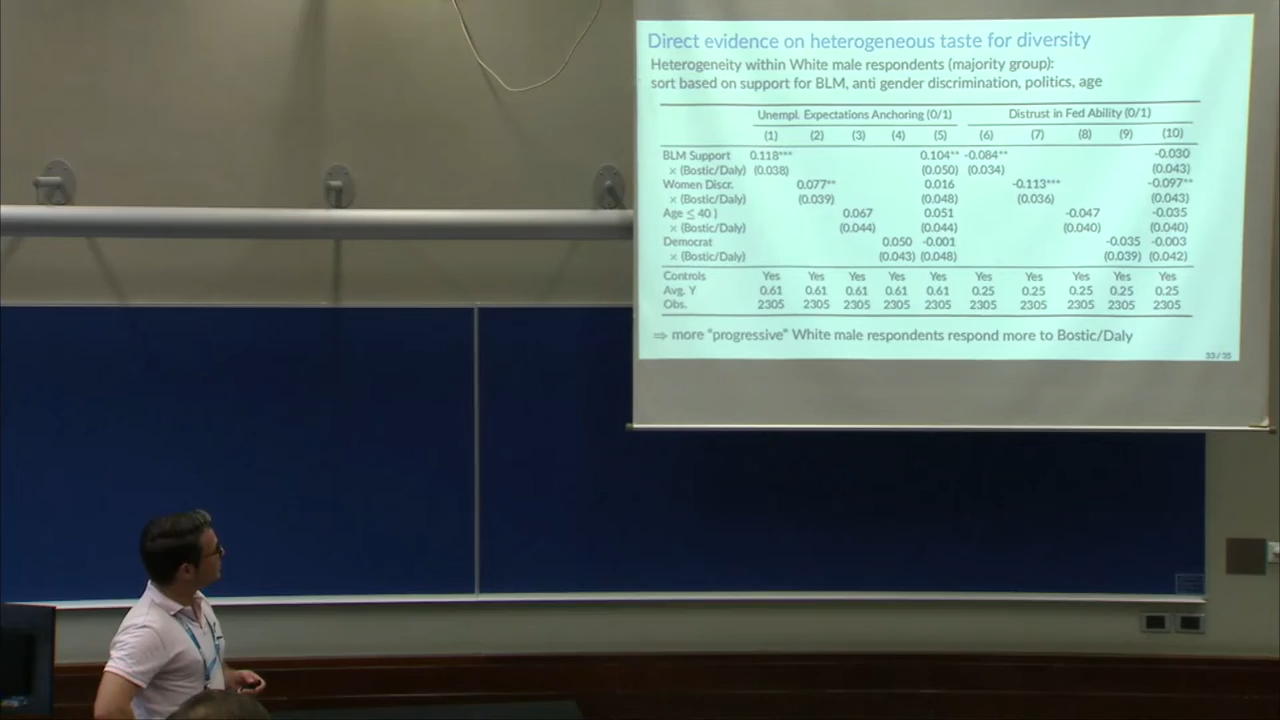 Direct evidence on heterogeneous taste for diversity
Heterogeneity within White male respondents (majority group):
sort based on support for BLM, anti gender discrimination, politics, age
Unempl. Expectations Anchoring (0/1) Distrust in Fed Ability (0/1)
(1) (2) (3) (4) (5) (6) (7) (8) (9) (10)
BLM Support 0.118*** 0.104** -0.084** -0.030
× (Bostic/Daly) (0.038) (0.050) (0.034) (0.043)
Women Discr. 0.077** 0.016 -0.113*** -0.097**
× (Bostic/Daly) (0.039) (0.048) (0.036) (0.043)
Age ≤ 40 ) 0.067 0.051 -0.047 -0.035
× (Bostic/Daly) (0.044) (0.044) (0.040) (0.040)
Democrat 0.050 -0.001 -0.035 -0.003
× (Bostic/Daly) (0.043) (0.048) (0.039) (0.042)
Controls Yes Yes Yes Yes Yes Yes Yes Yes Yes Yes
Avg. Y 0.61 0.61 0.61 0.61 0.61 0.25 0.25 0.25 0.25 0.25
Obs. 2305 2305 2305 2305 2305 2305 2305 2305 2305 2305
⇒ more "progressive" White male respondents respond more to Bostic/Daly
33 / 35